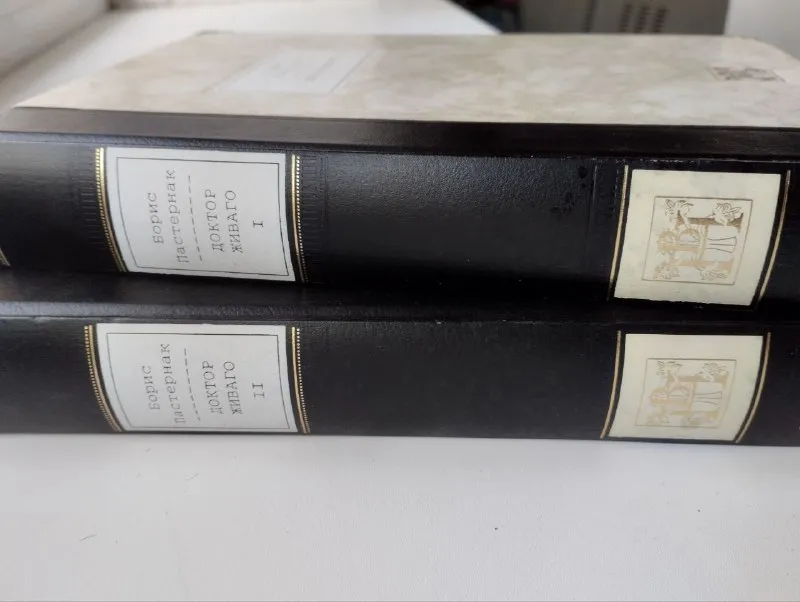 Борис
Пастернак
---------
ДОКТОР
ЖИВАГО
I
Борис
Пастернак
---------
ДОКТОР
ЖИВАГО
II